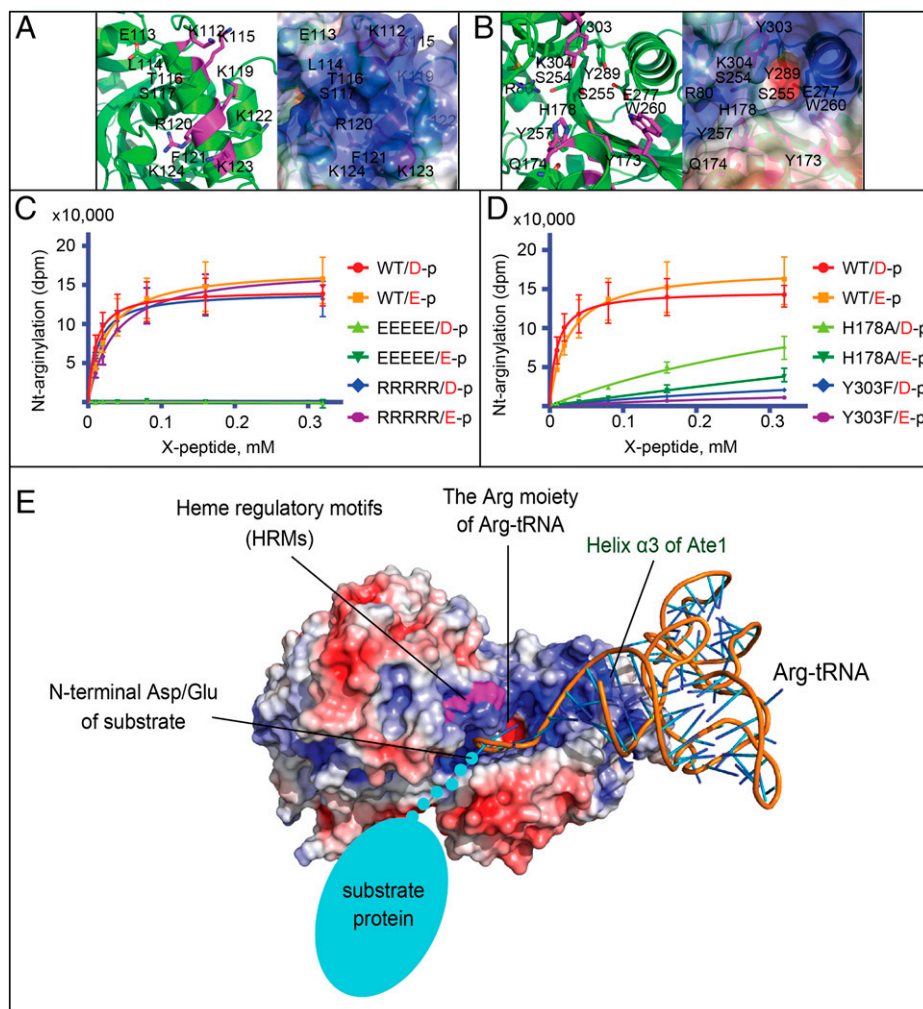 A
K112
E113
K115
L114
T116
K119
S117
R120
K122
F121
K124
K123
K112
E113
K115
L114
T116
K119
S117
R120
F121
K124
K123
B
Y303
K304
Y289
S254
S255
E277
H178
W260
Y257
Q174
Y173
Y303
K304
Y289
S254
R80
S255
E277
H178
W260
Y257
Q174
Y173
C
x10,000
20
15
10
5
0
0.1
0.2
0.3
Nt-arginylation (dpm)
X-peptide, mM
WT/D-p
WT/E-p
EEEEE/D-p
EEEEE/E-p
RRRRR/D-p
RRRRR/E-p
D
x10,000
20
15
10
5
0
0.1
0.2
0.3
Nt-arginylation (dpm)
X-peptide, mM
WT/D-p
WT/E-p
H178A/D-p
H178A/E-p
Y303F/D-p
Y303F/E-p
E
Heme regulatory motifs
(HRMs)
The Arg moiety
of Arg-tRNA
Helix α3 of Ate1
Arg-tRNA
N-terminal Asp/Glu
of substrate
substrate
protein